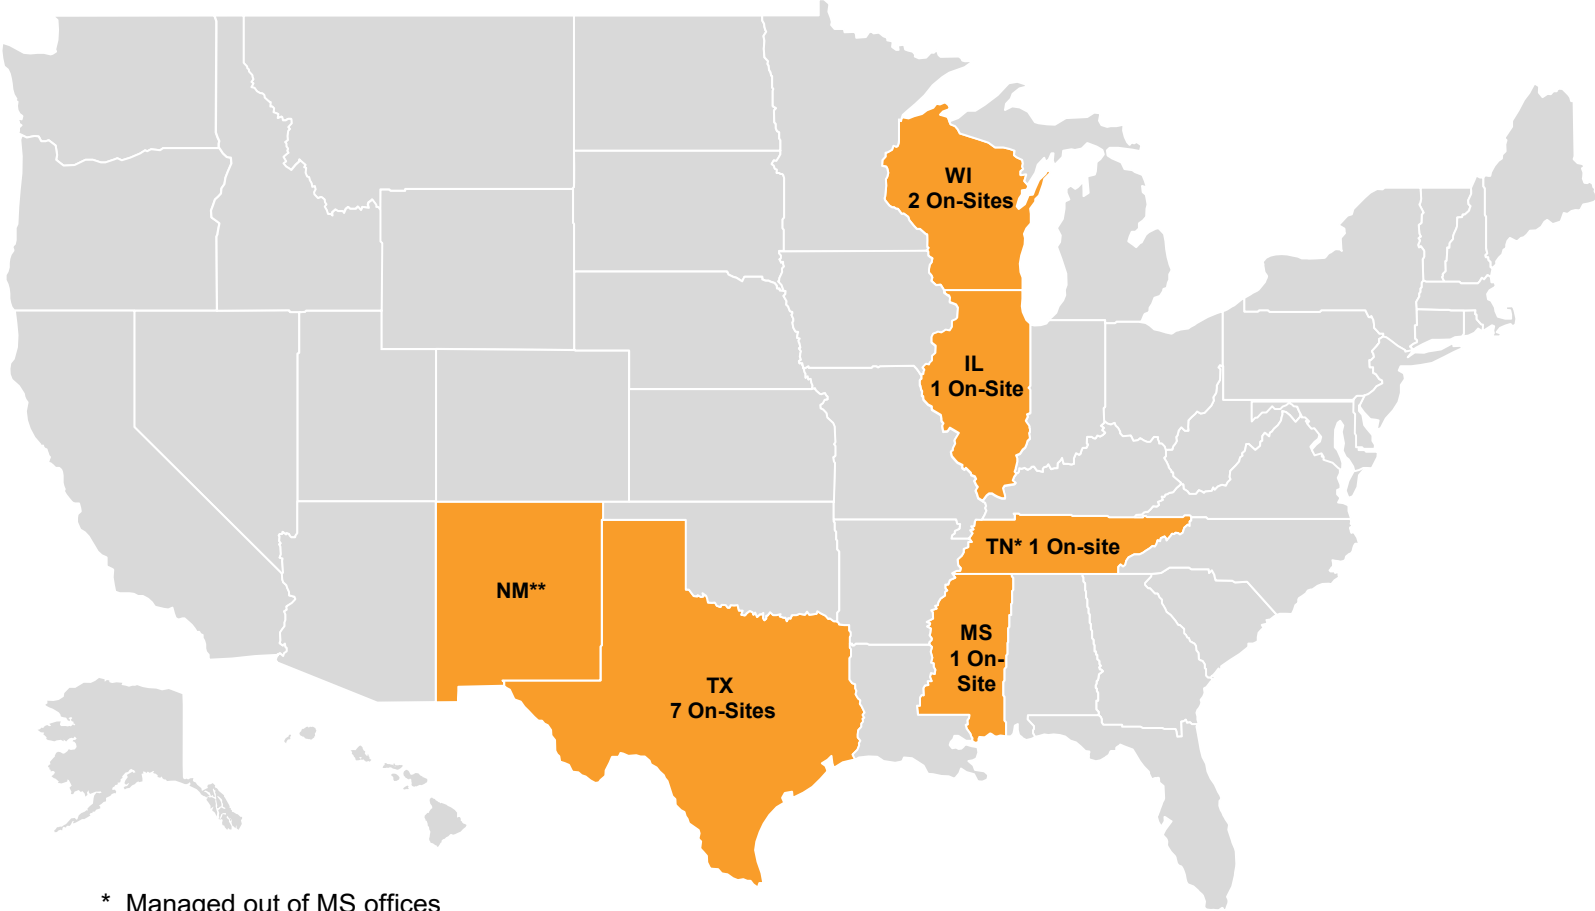 WI
2 On-Sites
IL
1 On-Site
TN* 1 On-site
NM**
MS
1 On-
Site
TX
7 On-Sites
* Managed out of MS offices